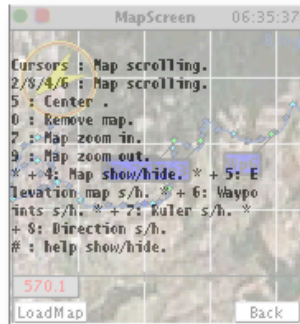 MapScreen 06:35:37
Cursors : Map scrolling.
2/8/4/6 : Map scrolling.
5 : Center .
0 : Remove map.
7 : Map zoom in.
9 : Map zoom out.
* + 4: Map show/hide. * + 5: E
levation map s/h. * + 6: Waypo
ints s/h. * + 7: Ruler s/h. *
+ 8: Direction s/h.
# : help show/hide.
570.1
LoadMap Back